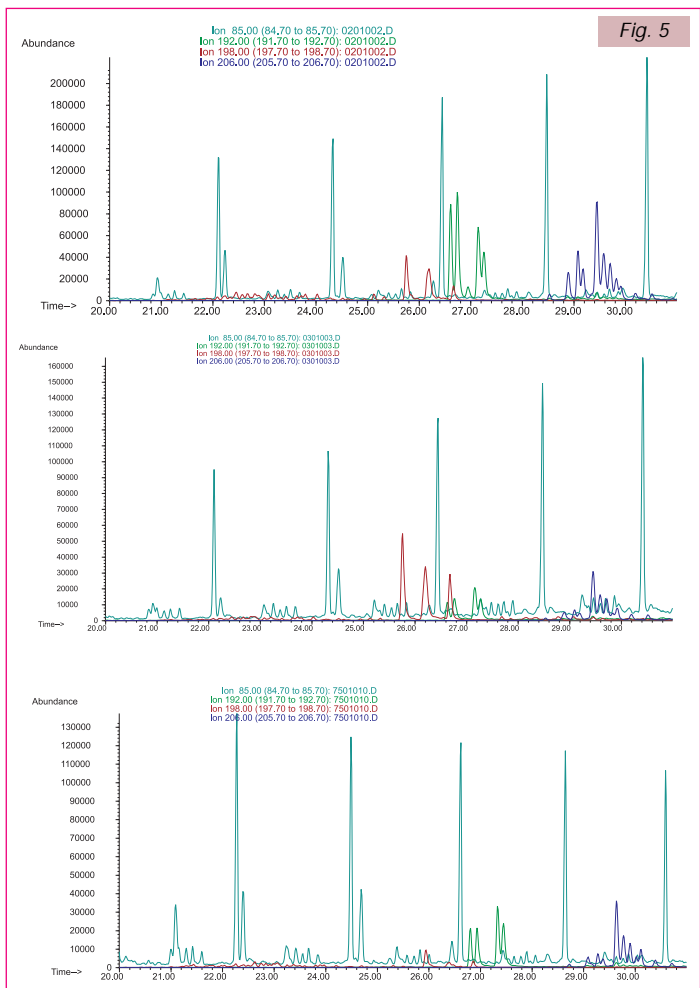 Fig. 5
Ion 85.00 (84.70 to 85.70): 0201002.D
Ion 192.00 (191.70 to 192.70): 0201002.D
Ion 198.00 (197.70 to 198.70): 0201002.D
Ion 206.00 (205.70 to 206.70): 0201002.D
Abundance
200000
180000
160000
140000
120000
100000
80000
60000
40000
20000
0
Time-->
20.00 21.00 22.00 23.00 24.00 25.00 26.00 27.00 28.00 29.00 30.00
Ion 85.00 (84.70 to 85.70): 0301003.D
Ion 192.00 (191.70 to 192.70): 0301003.D
Ion 198.00 (197.70 to 198.70): 0301003.D
Ion 206.00 (205.70 to 206.70): 0301003.D
Abundance
160000
150000
140000
130000
120000
110000
100000
90000
80000
70000
60000
50000
40000
30000
20000
10000
0
Time-->
20.00 21.00 22.00 23.00 24.00 25.00 26.00 27.00 28.00 29.00 30.00
Ion 85.00 (84.70 to 85.70): 7501010.D
Ion 192.00 (191.70 to 192.70): 7501010.D
Ion 198.00 (197.70 to 198.70): 7501010.D
Ion 206.00 (205.70 to 206.70): 7501010.D
Abundance
130000
120000
110000
100000
90000
80000
70000
60000
50000
40000
30000
20000
10000
0
Time-->
20.00 21.00 22.00 23.00 24.00 25.00 26.00 27.00 28.00 29.00 30.00